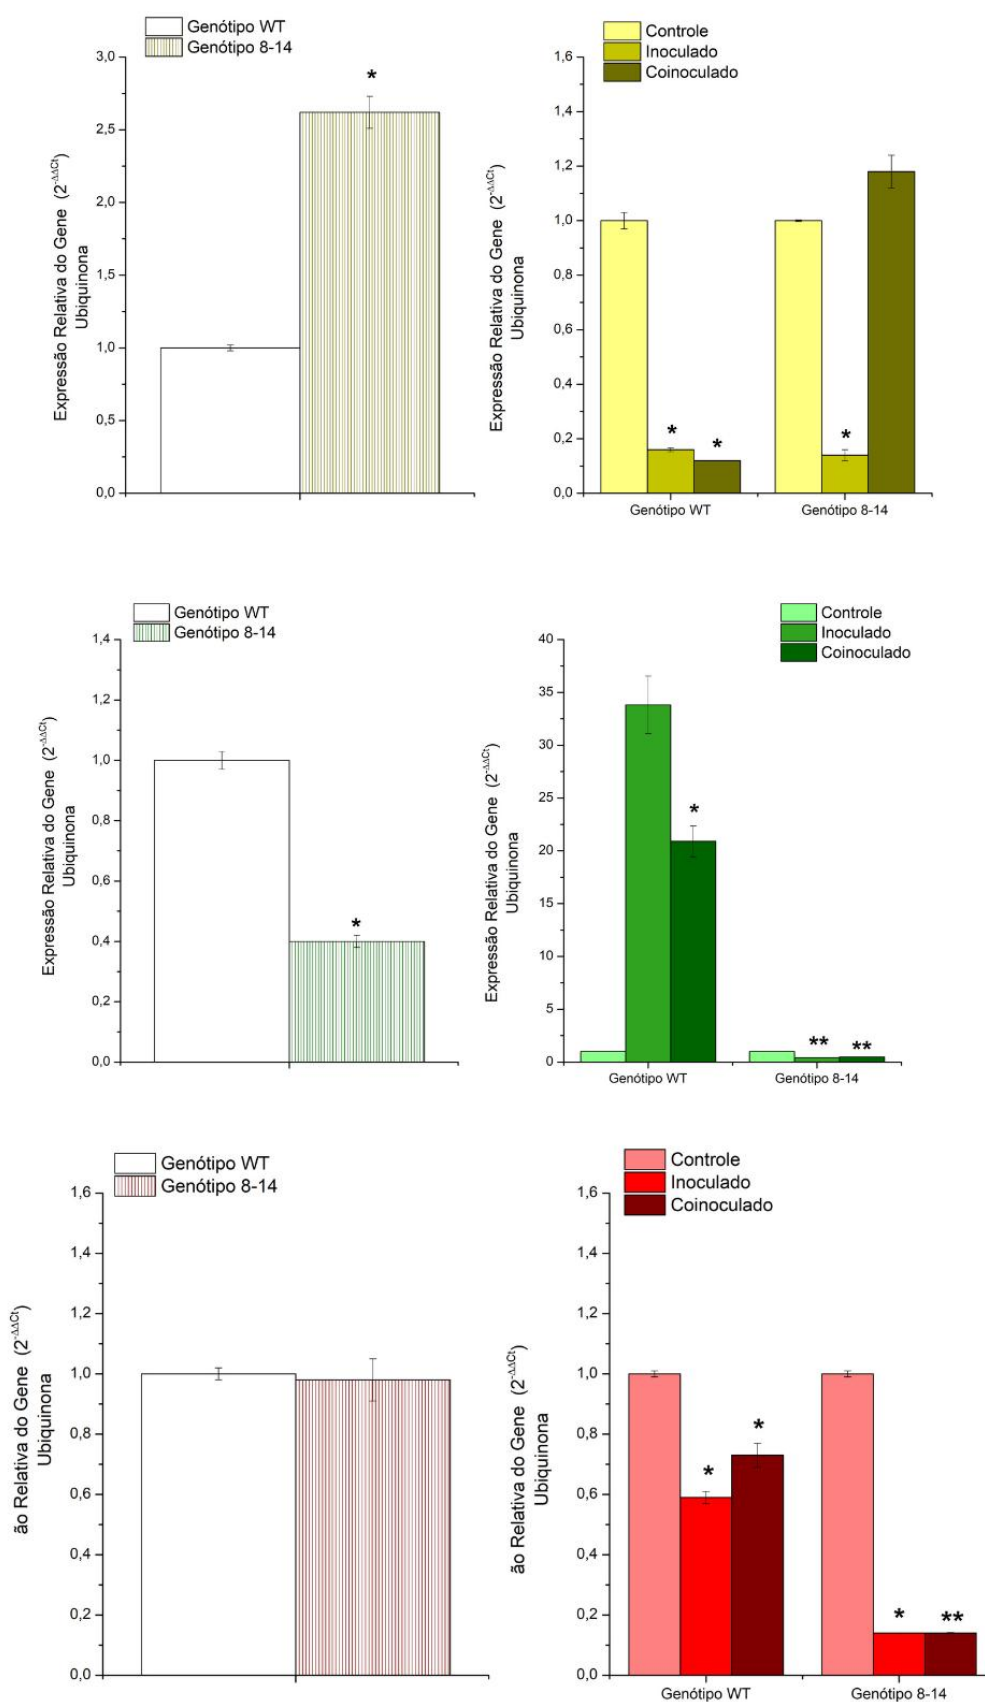 Genótipo WT
Genótipo 8-14
3,0
2,5
2,0
1,5
1,0
0,5
0,0
Expressão Relativa do Gene (2^-ΔΔCt)
Ubiquinona
*
Controle
Inoculado
Coinoculado
1,6
1,4
1,2
1,0
0,8
0,6
0,4
0,2
0,0
Expressão Relativa do Gene (2^-ΔΔCt)
Ubiquinona
* * *
Genótipo WT Genótipo 8-14
Genótipo WT
Genótipo 8-14
1,4
1,2
1,0
0,8
0,6
0,4
0,2
0,0
Expressão Relativa do Gene (2^-ΔΔCt)
Ubiquinona
*
Controle
Inoculado
Coinoculado
40
35
30
25
20
15
10
5
0
Expressão Relativa do Gene (2^-ΔΔCt)
Ubiquinona
* ** **
Genótipo WT Genótipo 8-14
Genótipo WT
Genótipo 8-14
1,6
1,4
1,2
1,0
0,8
0,6
0,4
0,2
0,0
ão Relativa do Gene (2^-ΔΔCt)
Ubiquinona
Controle
Inoculado
Coinoculado
1,6
1,4
1,2
1,0
0,8
0,6
0,4
0,2
0,0
ão Relativa do Gene (2^-ΔΔCt)
Ubiquinona
* * * **
Genótipo WT Genótipo 8-14